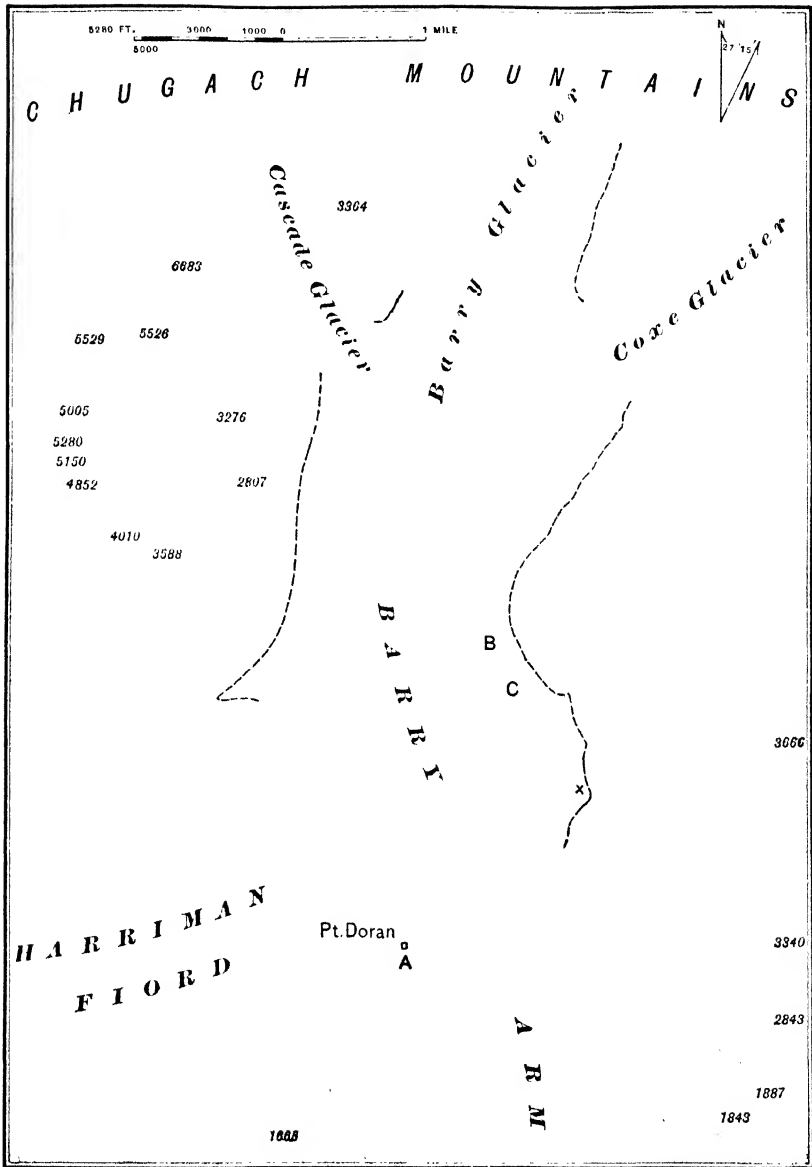 5280 FT. 3000 1000 0 1 MILE
5000
N
27°15'
CHUGACH MOUNTAINS
Cascade Glacier
3364
Barry Glacier
6683
Coxe Glacier
5529
5526
5005
3276
5280
5150
4852
2807
4010
3588
B
C
BARRY
3666
x
HARRIMAN
FIORD
Pt. Doran
A
3340
2843
ARM
1887
1843